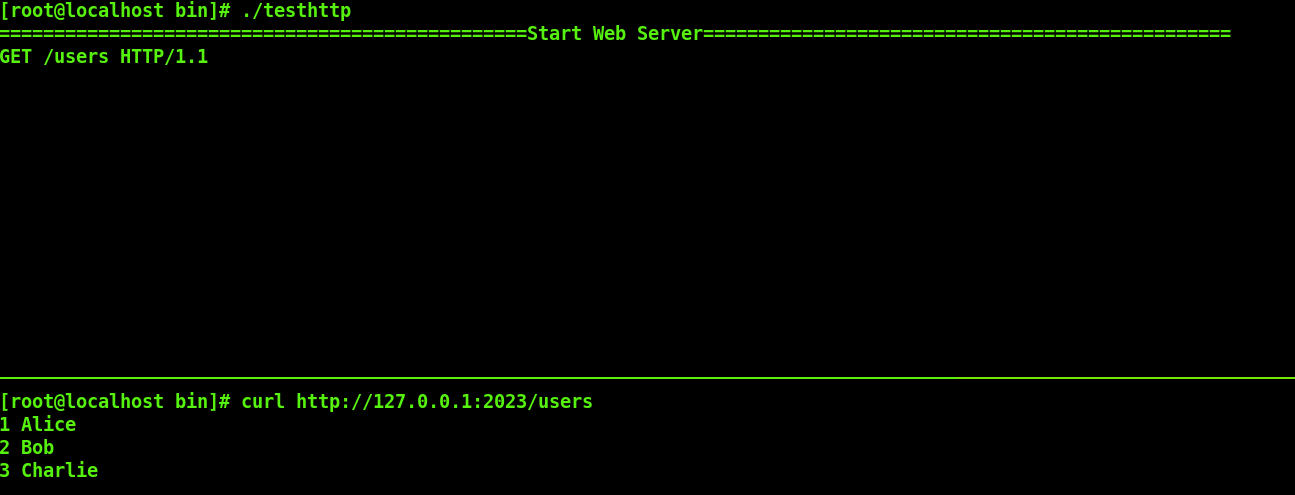 [root@localhost bin]# ./testhttp
================================================Start Web Server================================================
GET /users HTTP/1.1
[root@localhost bin]# curl http://127.0.0.1:2023/users
1 Alice
2 Bob
3 Charlie